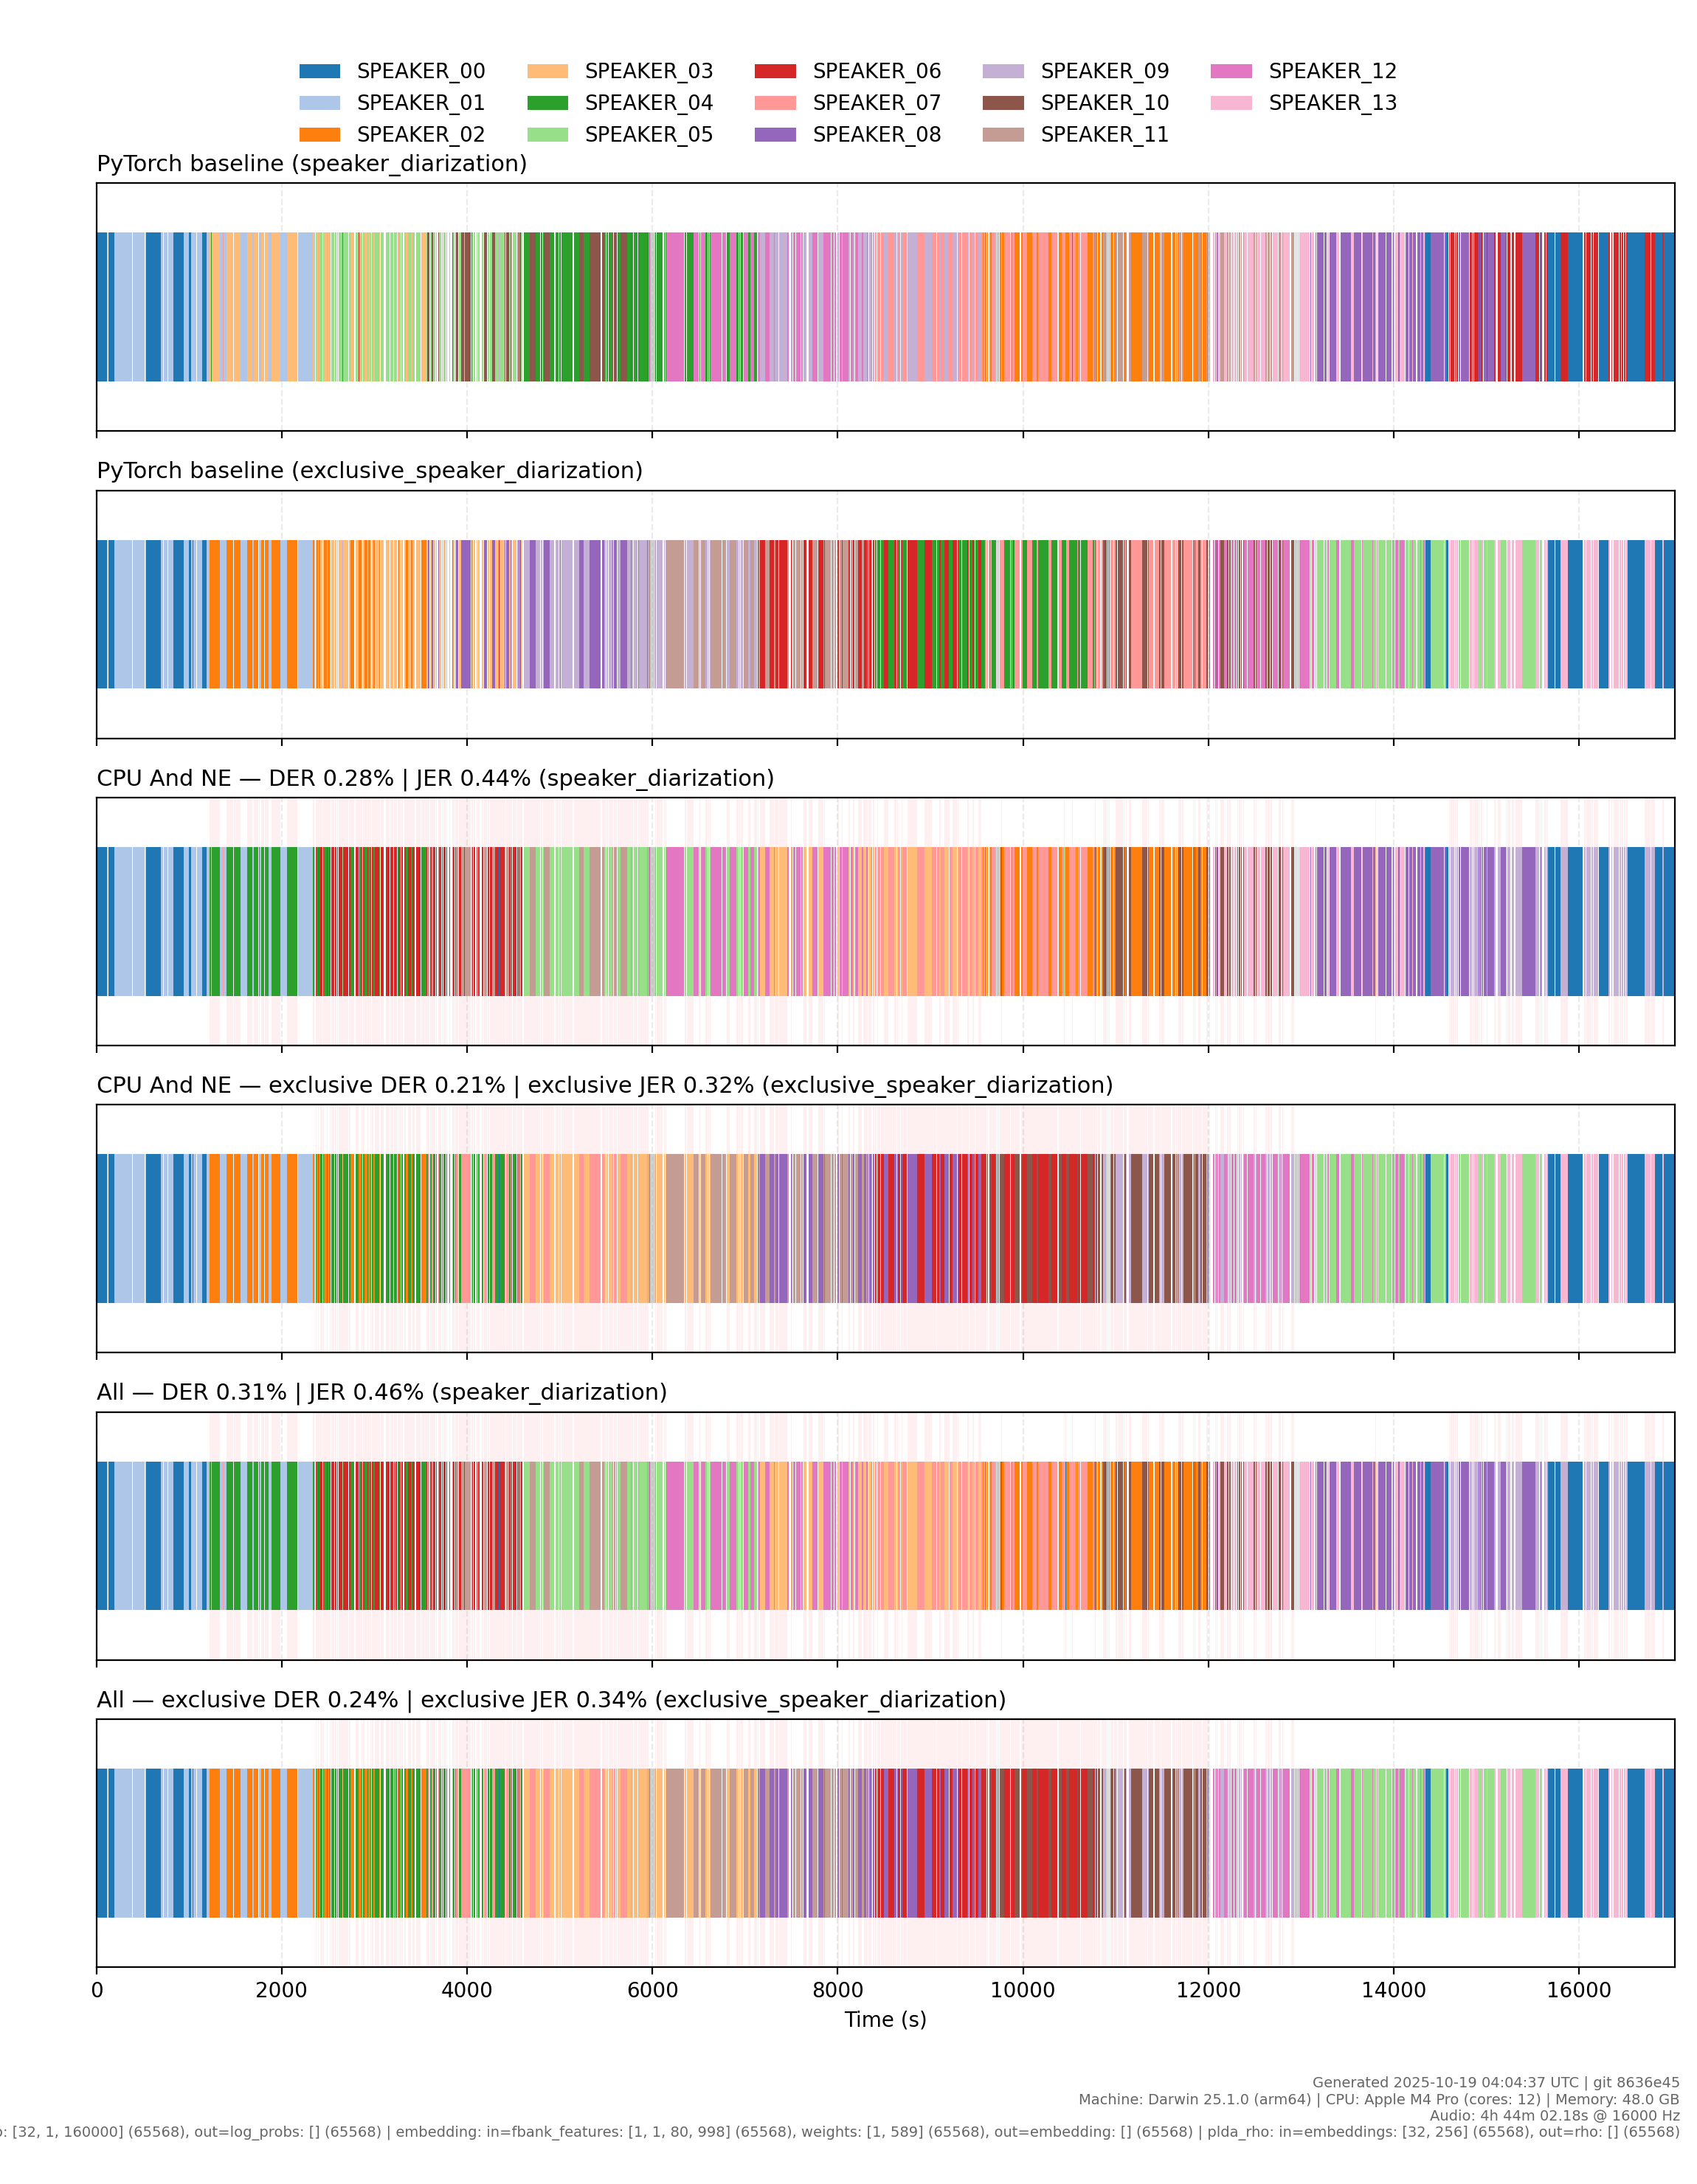 SPEAKER_00 SPEAKER_03 SPEAKER_06 SPEAKER_09 SPEAKER_12
SPEAKER_01 SPEAKER_04 SPEAKER_07 SPEAKER_10 SPEAKER_13
SPEAKER_02 SPEAKER_05 SPEAKER_08 SPEAKER_11
PyTorch baseline (speaker_diarization)
PyTorch baseline (exclusive_speaker_diarization)
CPU And NE — DER 0.28% | JER 0.44% (speaker_diarization)
CPU And NE — exclusive DER 0.21% | exclusive JER 0.32% (exclusive_speaker_diarization)
All — DER 0.31% | JER 0.46% (speaker_diarization)
All — exclusive DER 0.24% | exclusive JER 0.34% (exclusive_speaker_diarization)
0 2000 4000 6000 8000 10000 12000 14000 16000
Time (s)
Generated 2025-10-19 04:04:37 UTC | git 8636e45
Machine: Darwin 25.1.0 (arm64) | CPU: Apple M4 Pro (cores: 12) | Memory: 48.0 GB
Audio: 4h 44m 02.18s @ 16000 Hz
: [32, 1, 160000] (65568), out=log_probs: [] (65568) | embedding: in=fbank_features: [1, 1, 80, 998] (65568), weights: [1, 589] (65568), out=embedding: [] (65568) | plda_rho: in=embeddings: [32, 256] (65568), out=rho: [] (65568)